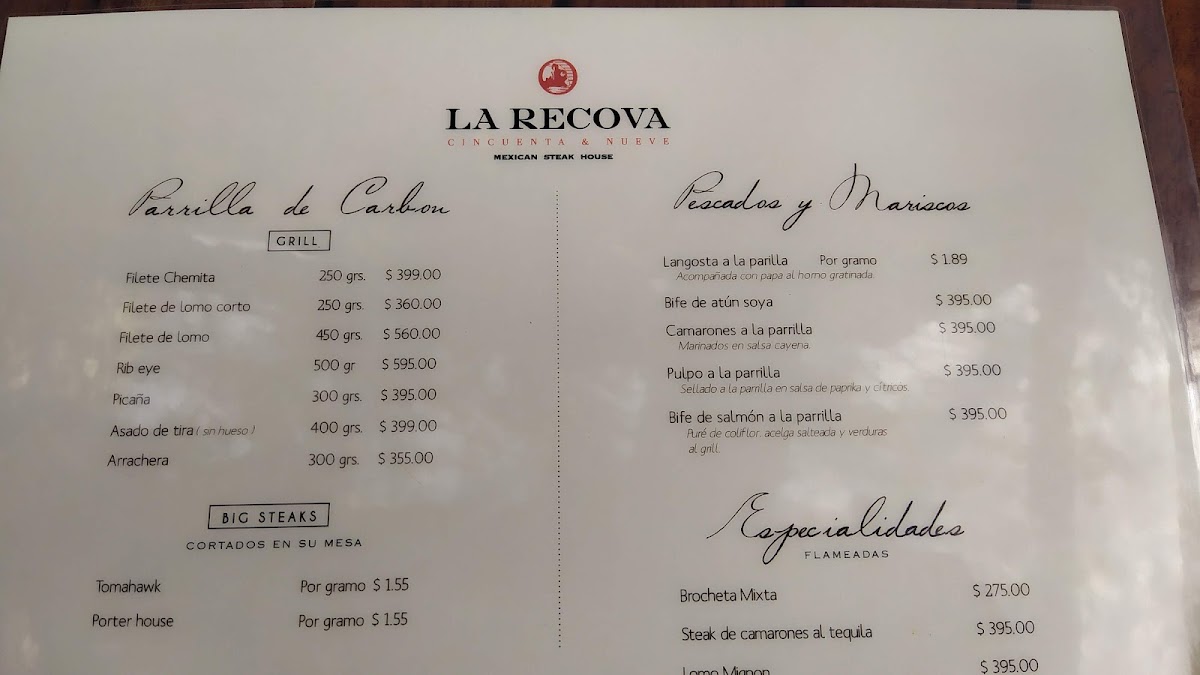 LA RECOVA
CINCUENTA & NUEVE
MEXICAN STEAK HOUSE
Parrilla de Carbon
GRILL
Filete Chemita 250 grs. $ 399.00
Filete de lomo corto 250 grs. $ 360.00
Filete de lomo 450 grs. $ 560.00
Rib eye 500 gr $ 595.00
Picaña 300 grs. $ 395.00
Asado de tira ( sin hueso ) 400 grs. $ 399.00
Arrachera 300 grs. $ 355.00
BIG STEAKS
CORTADOS EN SU MESA
Tomahawk Por gramo $ 1.55
Porter house Por gramo $ 1.55
Pescados y Mariscos
Langosta a la parilla Por gramo $ 1.89
Acompañada con papa al horno gratinada.
Bife de atún soya $ 395.00
Camarones a la parrilla $ 395.00
Marinados en salsa cayena.
Pulpo a la parrilla $ 395.00
Sellado a la parrilla en salsa de paprika y cítricos.
Bife de salmón a la parrilla $ 395.00
Puré de coliflor, acelga salteada y verduras
al grill.
Especialidades
FLAMEADAS
Brocheta Mixta $ 275.00
Steak de camarones al tequila $ 395.00
Lomo Mignon $ 395.00